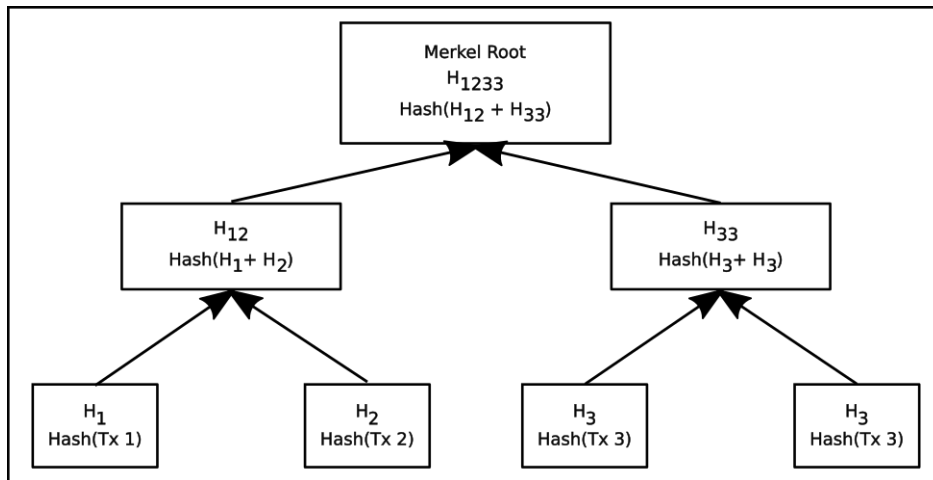 Merkel Root
H1233
Hash(H12 + H33)
H12
Hash(H1+ H2)
H33
Hash(H3+ H3)
H1
Hash(Tx 1)
H2
Hash(Tx 2)
H3
Hash(Tx 3)
H3
Hash(Tx 3)